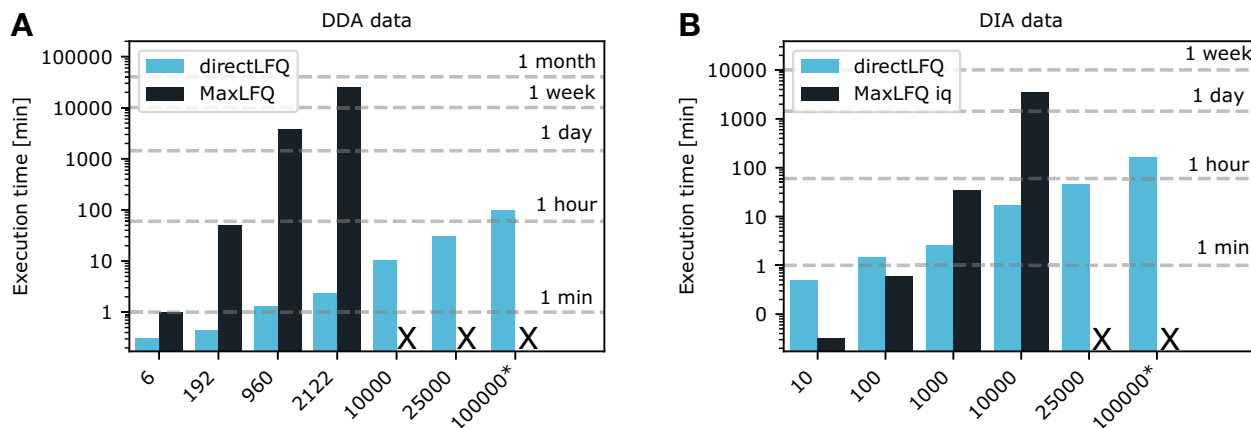 A
DDA data
Execution time [min]
100000
10000
1000
100
10
1
directLFQ
MaxLFQ
1 month
1 week
1 day
1 hour
1 min
X
X
X
6
192
960
2122
10000
25000
100000*
B
DIA data
Execution time [min]
10000
1000
100
10
1
0
directLFQ
MaxLFQ iq
1 week
1 day
1 hour
1 min
X
X
10
100
1000
10000
25000
100000*